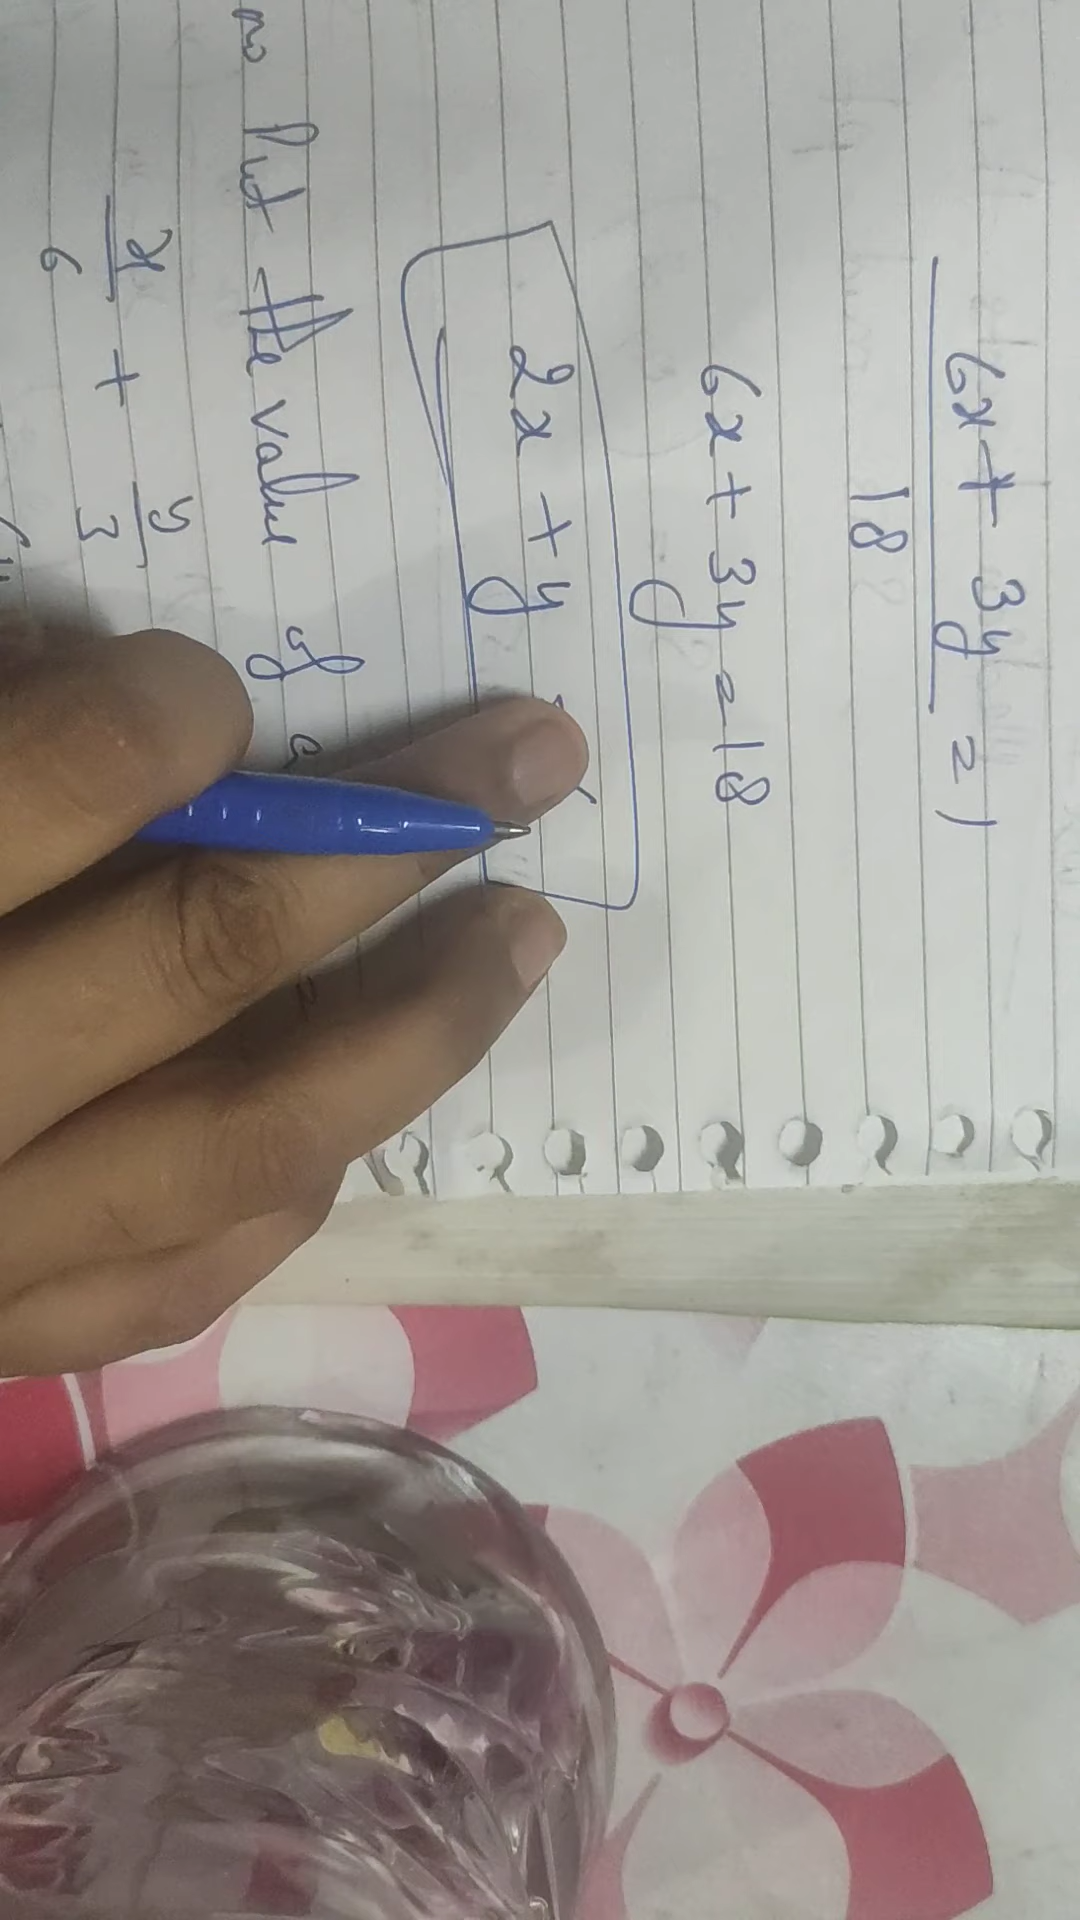 6x + 3y = 1
18
6x + 3y = 18
2x + y
Put the value of
x + y
6 3